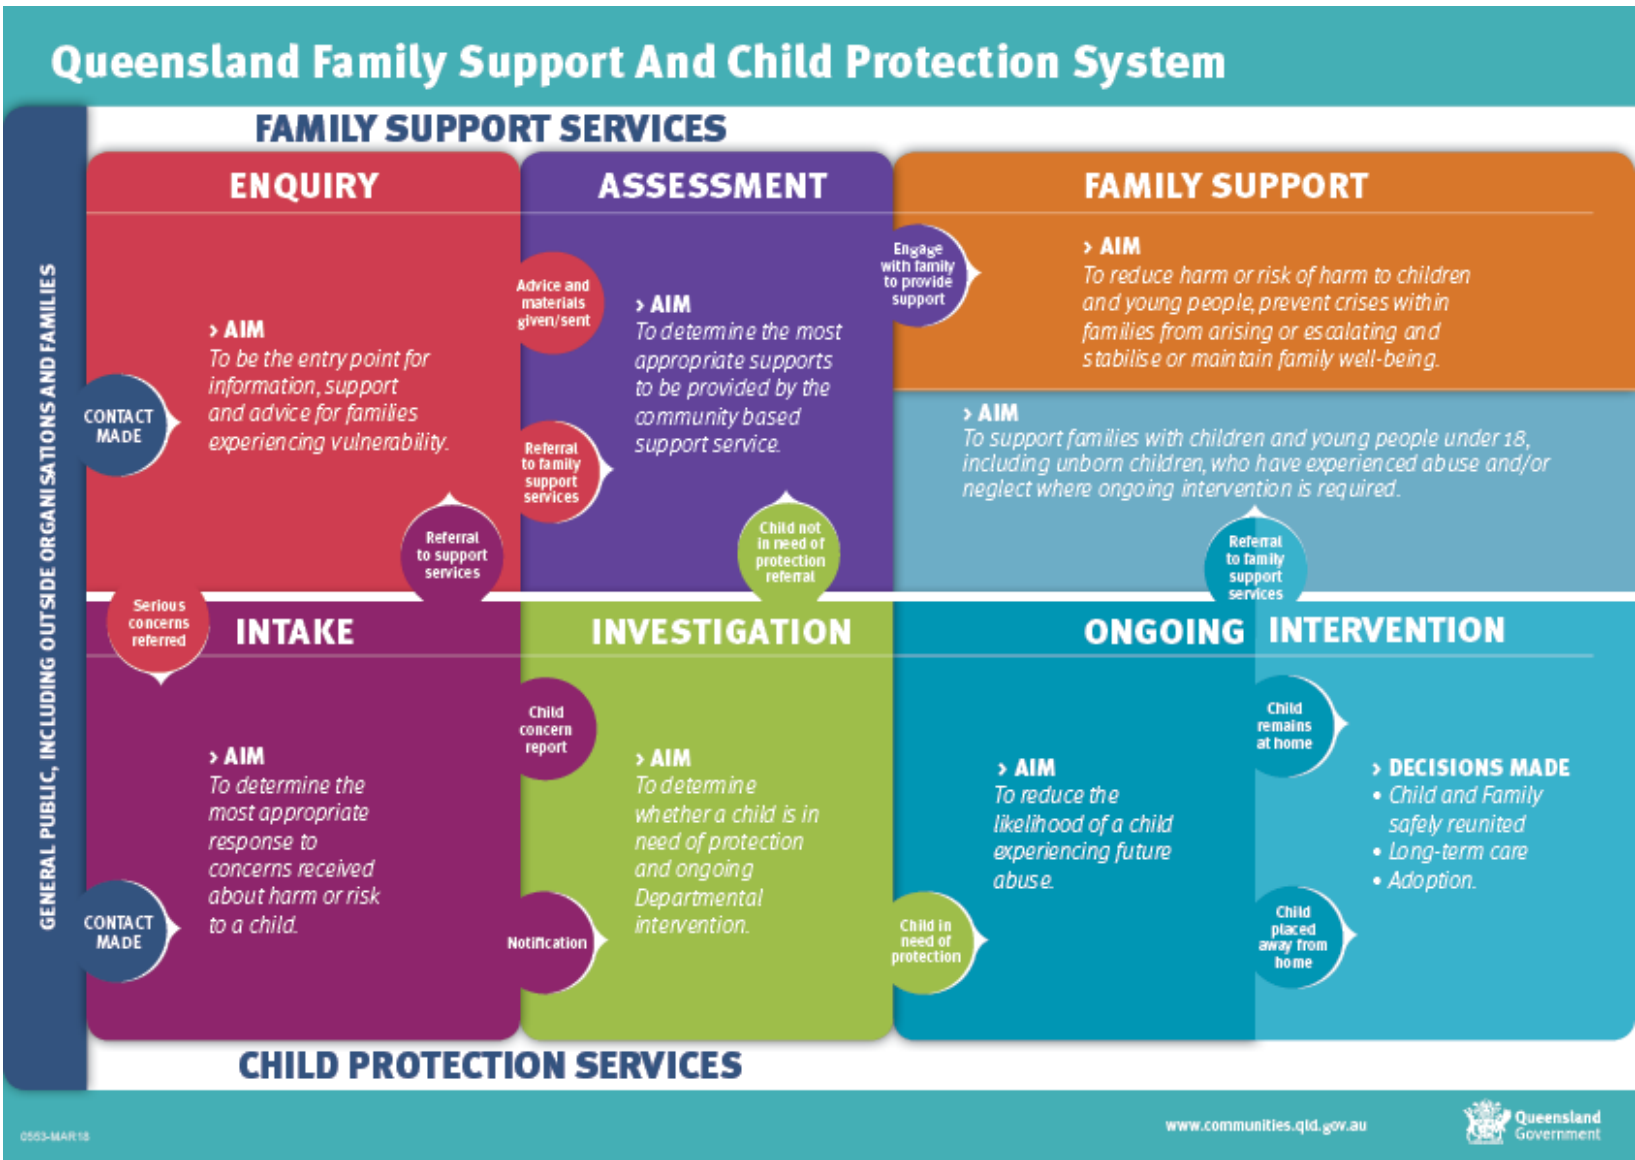 Queensland Family Support And Child Protection System
GENERAL PUBLIC, INCLUDING OUTSIDE ORGANISATIONS AND FAMILIES
FAMILY SUPPORT SERVICES
ENQUIRY
CONTACT
MADE
> AIM
To be the entry point for
information, support
and advice for families
experiencing vulnerability.
Referral
to support
services
Serious
concerns
referred
ASSESSMENT
Advice and
materials
given/sent
Referral
to family
support
services
> AIM
To determine the most
appropriate supports
to be provided by the
community based
support service.
Child not
in need of
protection
referral
FAMILY SUPPORT
Engage
with family
to provide
support
> AIM
To reduce harm or risk of harm to children
and young people, prevent crises within
families from arising or escalating and
stabilise or maintain family well-being.
> AIM
To support families with children and young people under 18,
including unborn children, who have experienced abuse and/or
neglect where ongoing intervention is required.
Referral
to family
support
services
INTAKE
CONTACT
MADE
> AIM
To determine the
most appropriate
response to
concerns received
about harm or risk
to a child.
INVESTIGATION
Child
concern
report
Notification
> AIM
To determine
whether a child is in
need of protection
and ongoing
Departmental
intervention.
ONGOING INTERVENTION
Child in
need of
protection
> AIM
To reduce the
likelihood of a child
experiencing future
abuse.
Child
remains
at home
Child
placed
away from
home
> DECISIONS MADE
• Child and Family
safely reunited
• Long-term care
• Adoption.
CHILD PROTECTION SERVICES
0553-MAR18
www.communities.qld.gov.au
Queensland
Government